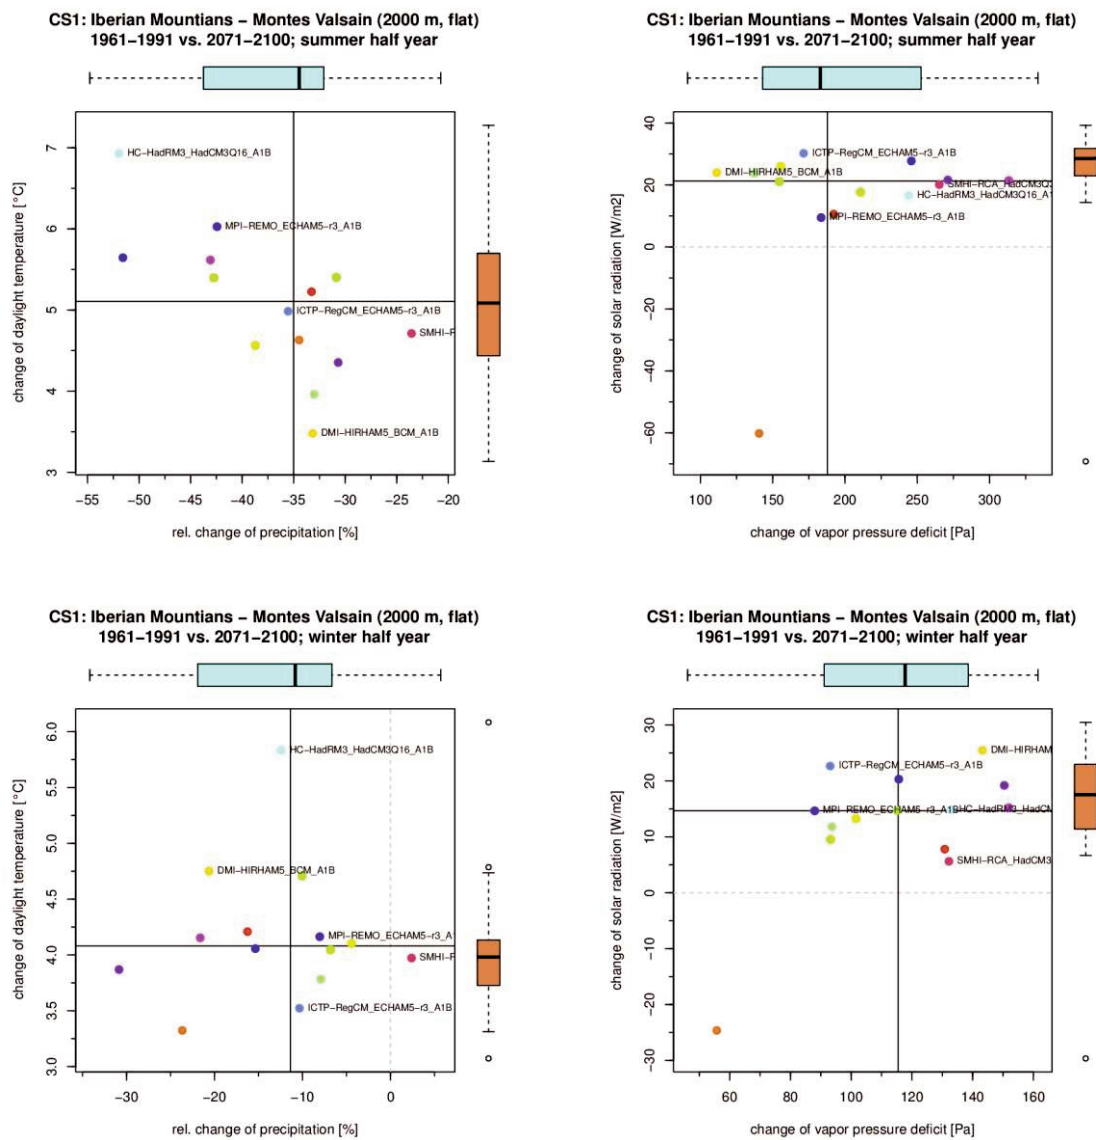 CS1: Iberian Mountians – Montes Valsain (2000 m, flat)
1961–1991 vs. 2071–2100; summer half year
7
6
5
4
3
change of daylight temperature [°C]
HC–HadRM3_HadCM3Q16_A1B
MPI–REMO_ECHAM5–r3_A1B
ICTP–RegCM_ECHAM5–r3_A1B
SMHI–F
DMI–HIRHAM5_BCM_A1B
−55 −50 −45 −40 −35 −30 −25 −20
rel. change of precipitation [%]
CS1: Iberian Mountians – Montes Valsain (2000 m, flat)
1961–1991 vs. 2071–2100; summer half year
40
20
0
−20
−40
−60
change of solar radiation [W/m2]
ICTP–RegCM_ECHAM5–r3_A1B
DMI–HIRHAM5_BCM_A1B
SMHI–RCA_HadCM3Q3
HC–HadRM3_HadCM3Q16_A1
MPI–REMO_ECHAM5–r3_A1B
100 150 200 250 300
change of vapor pressure deficit [Pa]
CS1: Iberian Mountians – Montes Valsain (2000 m, flat)
1961–1991 vs. 2071–2100; winter half year
6.0
5.5
5.0
4.5
4.0
3.5
3.0
change of daylight temperature [°C]
HC–HadRM3_HadCM3Q16_A1B
DMI–HIRHAM5_BCM_A1B
MPI–REMO_ECHAM5–r3_A1
SMHI–F
ICTP–RegCM_ECHAM5–r3_A1B
−30 −20 −10 0
rel. change of precipitation [%]
CS1: Iberian Mountians – Montes Valsain (2000 m, flat)
1961–1991 vs. 2071–2100; winter half year
30
20
10
0
−10
−20
−30
change of solar radiation [W/m2]
DMI–HIRHAM
ICTP–RegCM_ECHAM5–r3_A1B
MPI–REMO_ECHAM5–r3_A1B
HC–HadRM3_HadCM
SMHI–RCA_HadCM3
60 80 100 120 140 160
change of vapor pressure deficit [Pa]